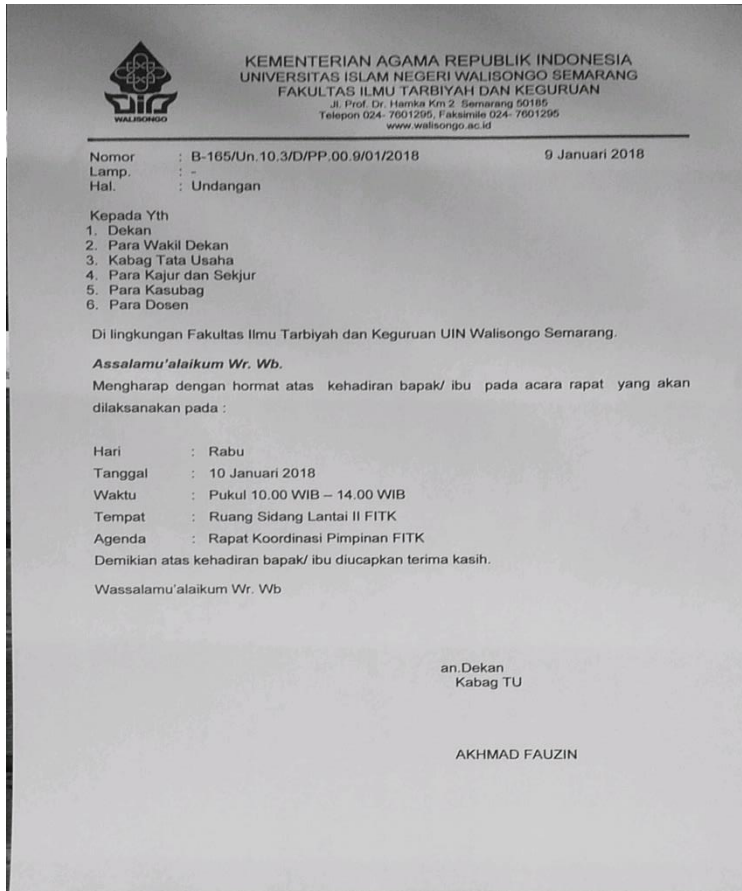 WALISONGO
KEMENTERIAN AGAMA REPUBLIK INDONESIA
UNIVERSITAS ISLAM NEGERI WALISONGO SEMARANG
FAKULTAS ILMU TARBIYAH DAN KEGURUAN
Jl. Prof. Dr. Hamka Km 2 Semarang 50185
Telepon 024- 7601295, Faksimile 024- 7601295
www.walisongo.ac.id
Nomor : B-165/Un.10.3/D/PP.00.9/01/2018 9 Januari 2018
Lamp. : -
Hal. : Undangan
Kepada Yth
1. Dekan
2. Para Wakil Dekan
3. Kabag Tata Usaha
4. Para Kajur dan Sekjur
5. Para Kasubag
6. Para Dosen
Di lingkungan Fakultas Ilmu Tarbiyah dan Keguruan UIN Walisongo Semarang.
Assalamu'alaikum Wr. Wb.
Mengharap dengan hormat atas kehadiran bapak/ ibu pada acara rapat yang akan
dilaksanakan pada :
Hari : Rabu
Tanggal : 10 Januari 2018
Waktu : Pukul 10.00 WIB – 14.00 WIB
Tempat : Ruang Sidang Lantai II FITK
Agenda : Rapat Koordinasi Pimpinan FITK
Demikian atas kehadiran bapak/ ibu diucapkan terima kasih.
Wassalamu'alaikum Wr. Wb
an.Dekan
Kabag TU
AKHMAD FAUZIN